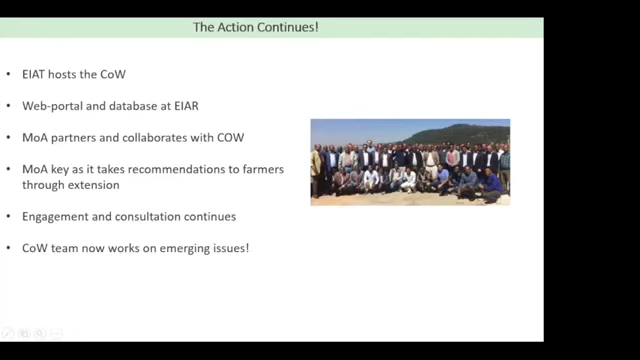 The Action Continues!
• EIAT hosts the CoW
• Web-portal and database at EIAR
• MoA partners and collaborates with COW
• MoA key as it takes recommendations to farmers
through extension
• Engagement and consultation continues
• CoW team now works on emerging issues!